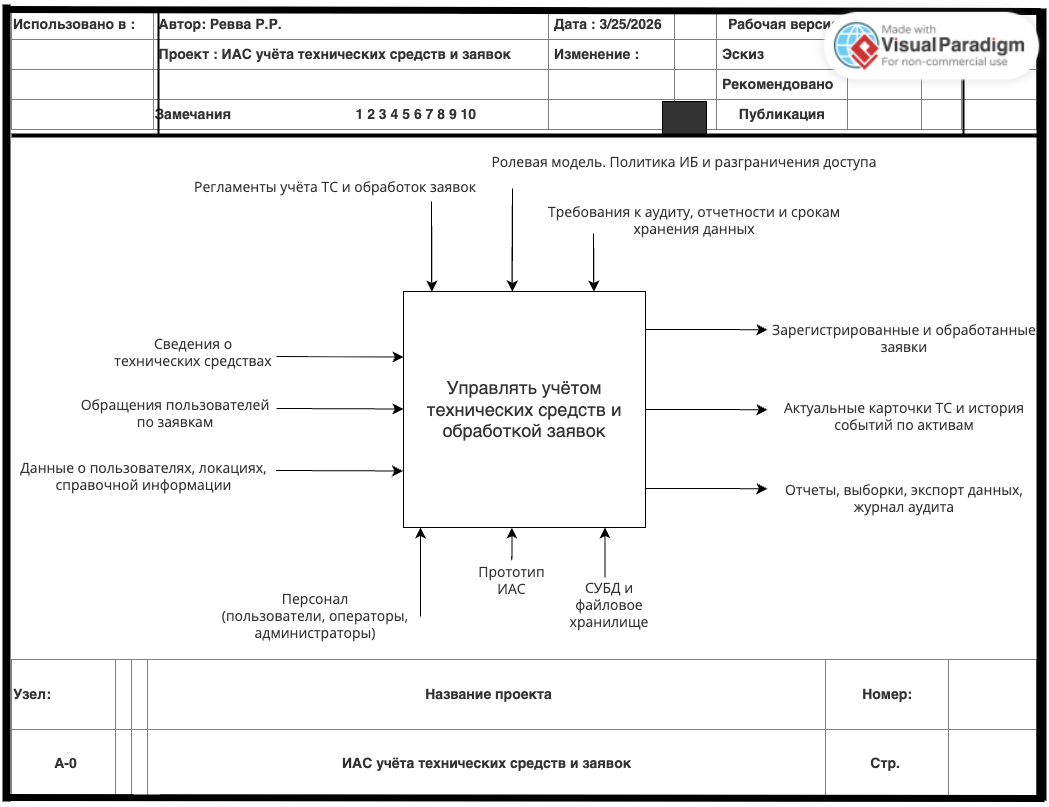 Использовано в :
Автор: Ревва Р.Р.
Дата : 3/25/2026
Рабочая верси
Проект : ИАС учёта технических средств и заявок
Изменение :
Эскиз
Рекомендовано
Замечания
1 2 3 4 5 6 7 8 9 10
Публикация
Made with
VisualParadigm
For non-commercial use
Ролевая модель. Политика ИБ и разграничения доступа
Регламенты учёта ТС и обработок заявок
Требования к аудиту, отчетности и срокам
хранения данных
Сведения о
технических средствах
Обращения пользователей
по заявкам
Данные о пользователях, локациях,
справочной информации
Управлять учётом
технических средств и
обработкой заявок
Зарегистрированные и обработанные
заявки
Актуальные карточки ТС и история
событий по активам
Отчеты, выборки, экспорт данных,
журнал аудита
Персонал
(пользователи, операторы,
администраторы)
Прототип
ИАС
СУБД и
файловое
хранилище
Узел:
Название проекта
Номер:
А-0
ИАС учёта технических средств и заявок
Стр.